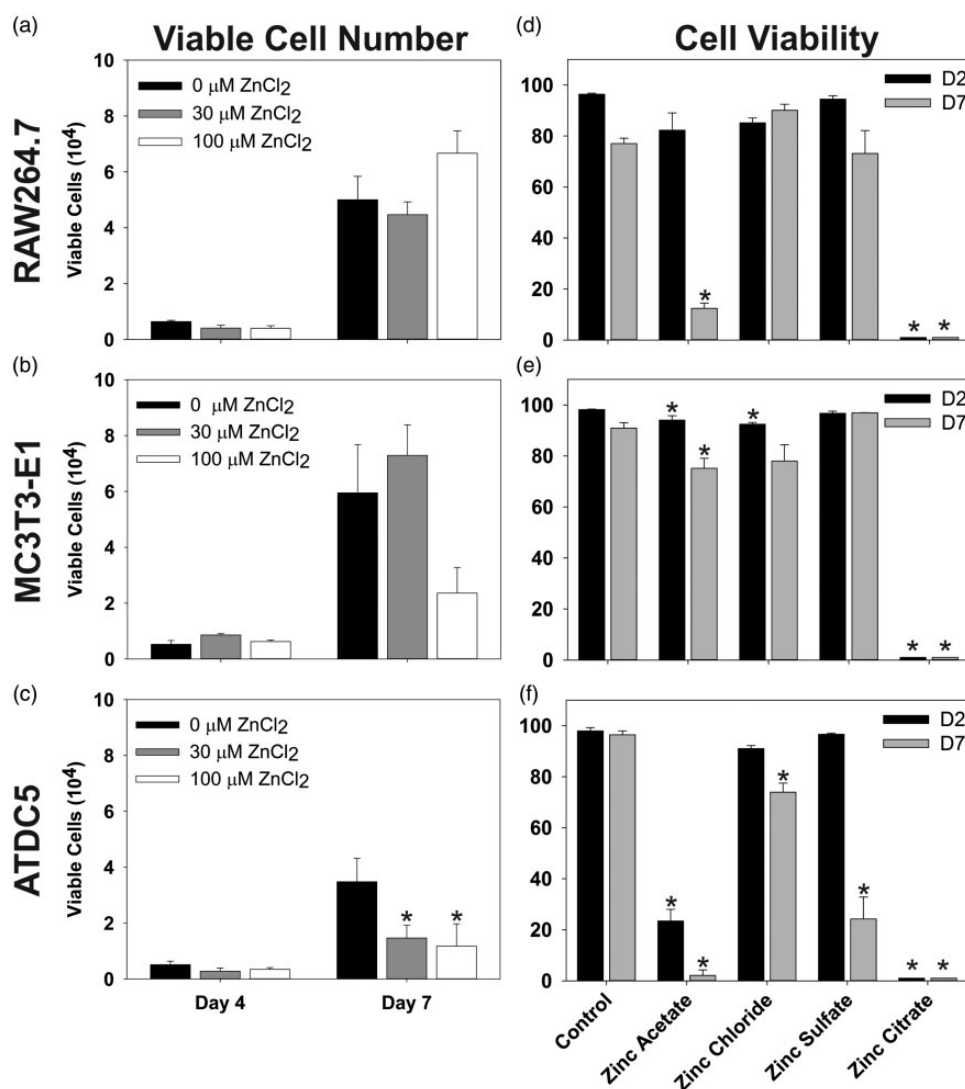 (a)
Viable Cell Number
RAW264.7
Viable Cells (10⁴)
10
8
6
4
2
0
0 μM ZnCl₂
30 μM ZnCl₂
100 μM ZnCl₂
(b)
MC3T3-E1
Viable Cells (10⁴)
10
8
6
4
2
0
0 μM ZnCl₂
30 μM ZnCl₂
100 μM ZnCl₂
(c)
ATDC5
Viable Cells (10⁴)
10
8
6
4
2
0
0 μM ZnCl₂
30 μM ZnCl₂
100 μM ZnCl₂
* *
Day 4 Day 7
(d)
Cell Viability
100
80
60
40
20
0
D2
D7
* * *
(e)
100
80
60
40
20
0
D2
D7
* * * * *
(f)
100
80
60
40
20
0
D2
D7
* * * * * *
Control
Zinc Acetate
Zinc Chloride
Zinc Sulfate
Zinc Citrate